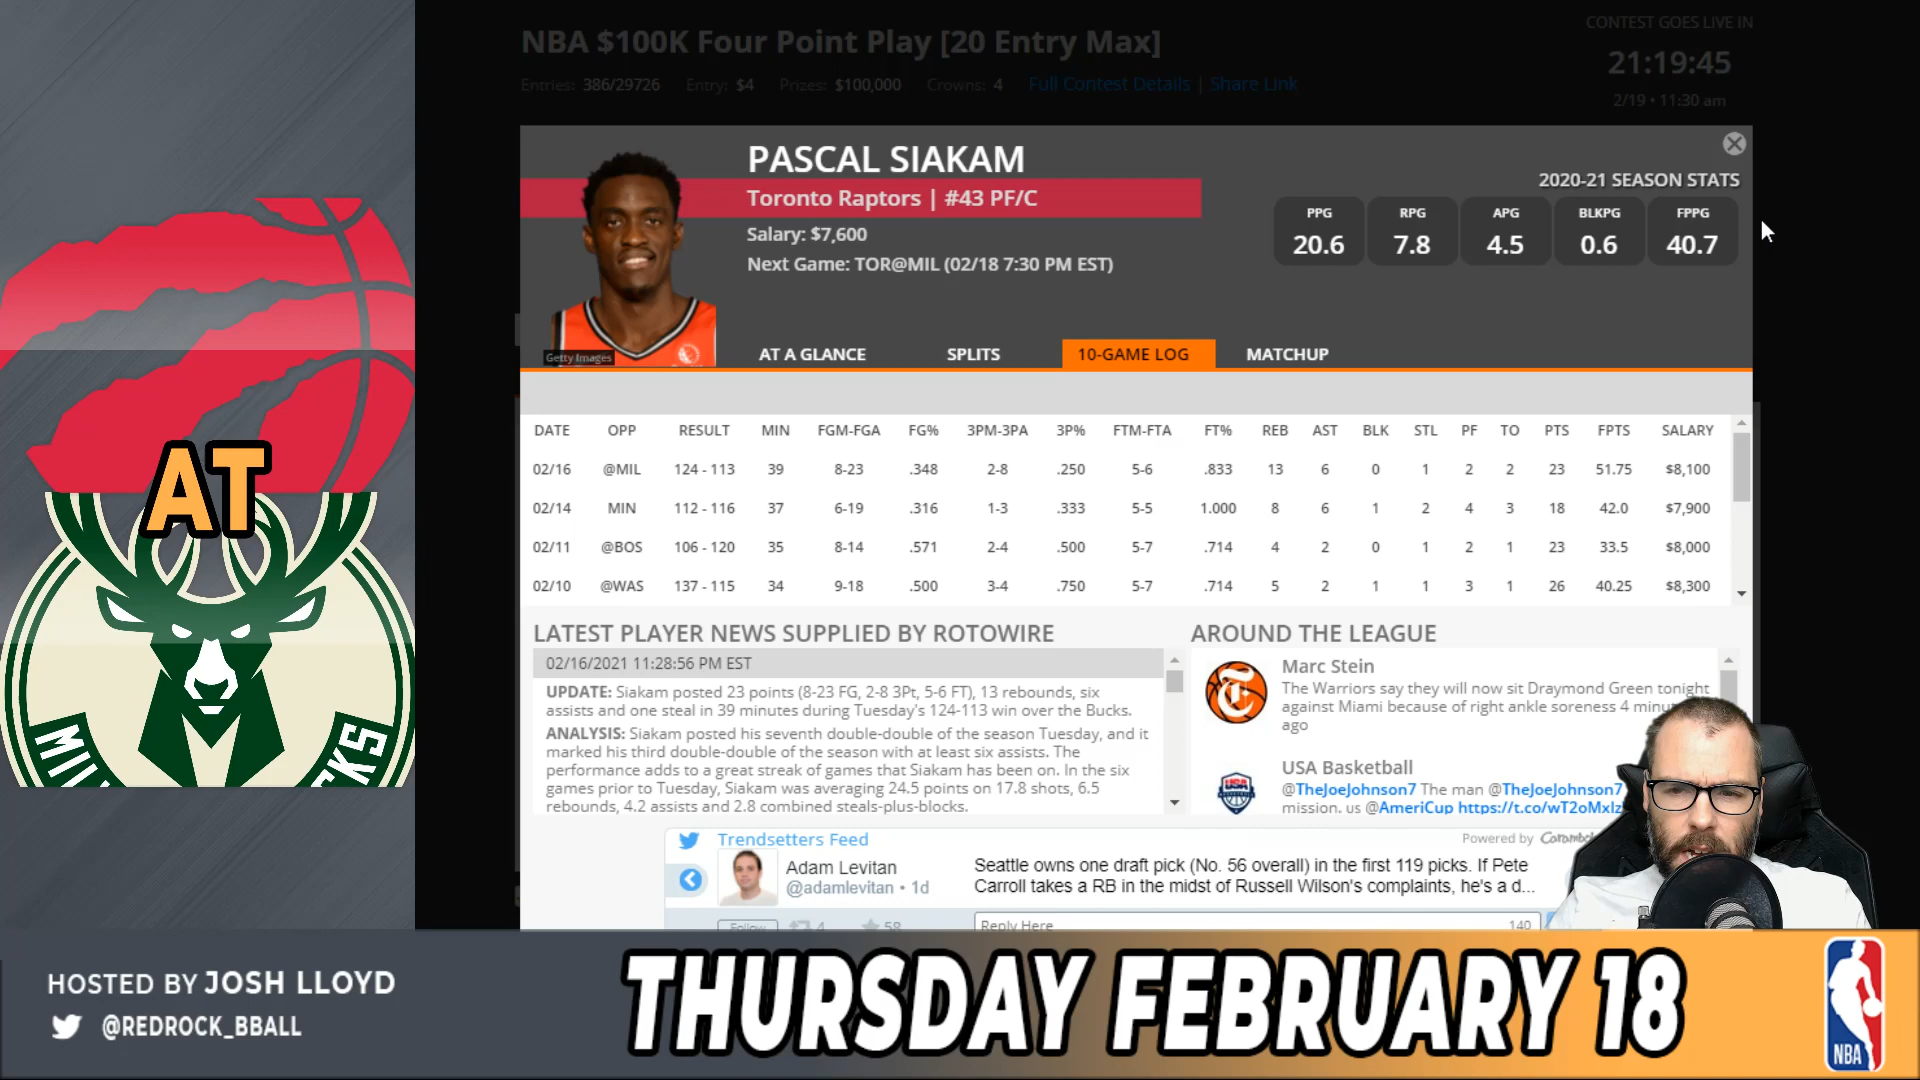 NBA $100K Four Point Play [20 Entry Max]
Entries: 386/29726 Entry: $4 Prizes: $100,000 Crowns: 4 Full Contest Details | Share Link
CONTEST GOES LIVE IN
21:19:45
2/19 • 11:30 am
PASCAL SIAKAM
Toronto Raptors | #43 PF/C
Salary: $7,600
Next Game: TOR@MIL (02/18 7:30 PM EST)
2020-21 SEASON STATS
PPG RPG APG BLKPG FPPG
20.6 7.8 4.5 0.6 40.7
Getty Images
AT A GLANCE SPLITS 10-GAME LOG MATCHUP
DATE OPP RESULT MIN FGM-FGA FG% 3PM-3PA 3P% FTM-FTA FT% REB AST BLK STL PF TO PTS FPTS SALARY
02/16 @MIL 124 - 113 39 8-23 .348 2-8 .250 5-6 .833 13 6 0 1 2 2 23 51.75 $8,100
02/14 MIN 112 - 116 37 6-19 .316 1-3 .333 5-5 1.000 8 6 1 2 4 3 18 42.0 $7,900
02/11 @BOS 106 - 120 35 8-14 .571 2-4 .500 5-7 .714 4 2 0 1 2 1 23 33.5 $8,000
02/10 @WAS 137 - 115 34 9-18 .500 3-4 .750 5-7 .714 5 2 1 1 3 1 26 40.25 $8,300
LATEST PLAYER NEWS SUPPLIED BY ROTOWIRE
02/16/2021 11:28:56 PM EST
UPDATE: Siakam posted 23 points (8-23 FG, 2-8 3Pt, 5-6 FT), 13 rebounds, six
assists and one steal in 39 minutes during Tuesday's 124-113 win over the Bucks.
ANALYSIS: Siakam posted his seventh double-double of the season Tuesday, and it
marked his third double-double of the season with at least six assists. The
performance adds to a great streak of games that Siakam has been on. In the six
games prior to Tuesday, Siakam was averaging 24.5 points on 17.8 shots, 6.5
rebounds, 4.2 assists and 2.8 combined steals-plus-blocks.
AROUND THE LEAGUE
Marc Stein
The Warriors say they will now sit Draymond Green tonight
against Miami because of right ankle soreness 4 minu
ago
USA Basketball
@TheJoeJohnson7 The man @TheJoeJohnson7
mission. us @AmeriCup https://t.co/wT2oMxlz
Trendsetters Feed
Powered by
Adam Levitan
@adamlevitan • 1d
Seattle owns one draft pick (No. 56 overall) in the first 119 picks. If Pete
Carroll takes a RB in the midst of Russell Wilson's complaints, he's a d...
Follow 4 58
Reply Here 140
AT
MIL CKS
HOSTED BY JOSH LLOYD
@REDROCK_BBALL
THURSDAY FEBRUARY 18
NBA